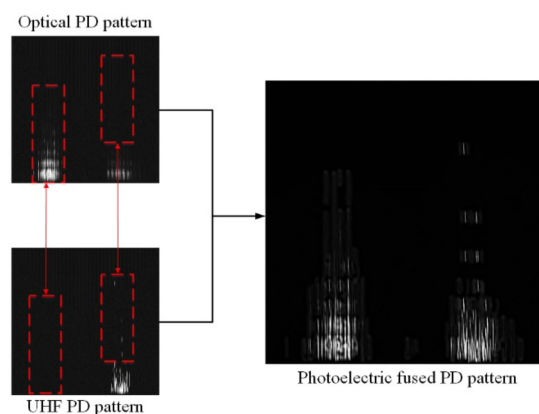 Optical PD pattern
UHF PD pattern
Photoelectric fused PD pattern